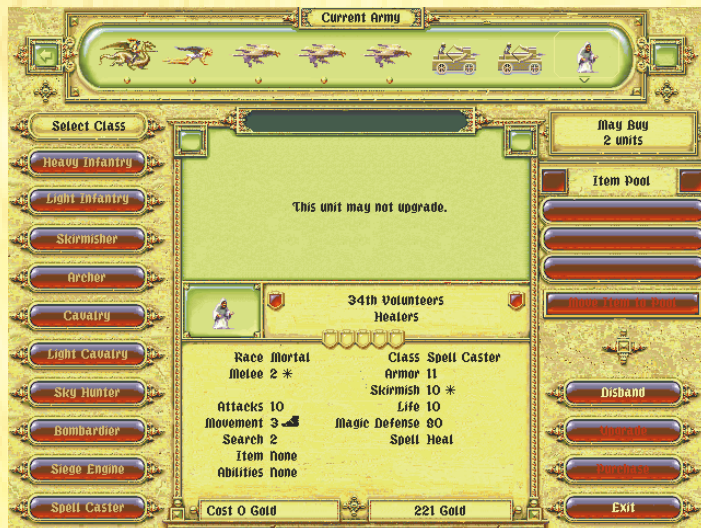 Current Army
Select Class
May Buy
2 units
Heavy Infantry
Item Pool
Light Infantry
This unit may not upgrade.
Skirmisher
Archer
Cavalry
34th Volunteers
Healers
Light Cavalry
Race Mortal
Class Spell Caster
Melee 2
Armor 11
Skirmish 10
Sky Hunter
Disband
Attacks 10
Life 10
Movement 3
Magic Defense 80
Bombardier
Upgrade
Search 2
Spell Heal
Item None
Siege Engine
Purchase
Abilities None
Spell Caster
Cost 0 Gold
221 Gold
Exit